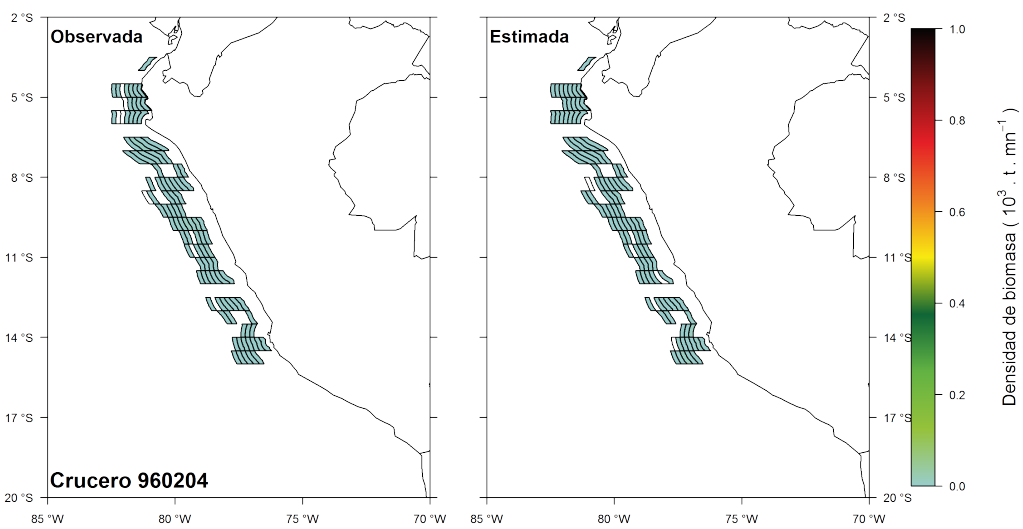 Observada
2 °S
5 °S
8 °S
11 °S
14 °S
17 °S
20 °S
85 °W
80 °W
75 °W
70 °W
Crucero 960204
Estimada
2 °S
5 °S
8 °S
11 °S
14 °S
17 °S
20 °S
85 °W
80 °W
75 °W
70 °W
1.0
0.8
0.6
0.4
0.2
0.0
Densidad de biomasa ( 10³ . t . mn⁻¹ )